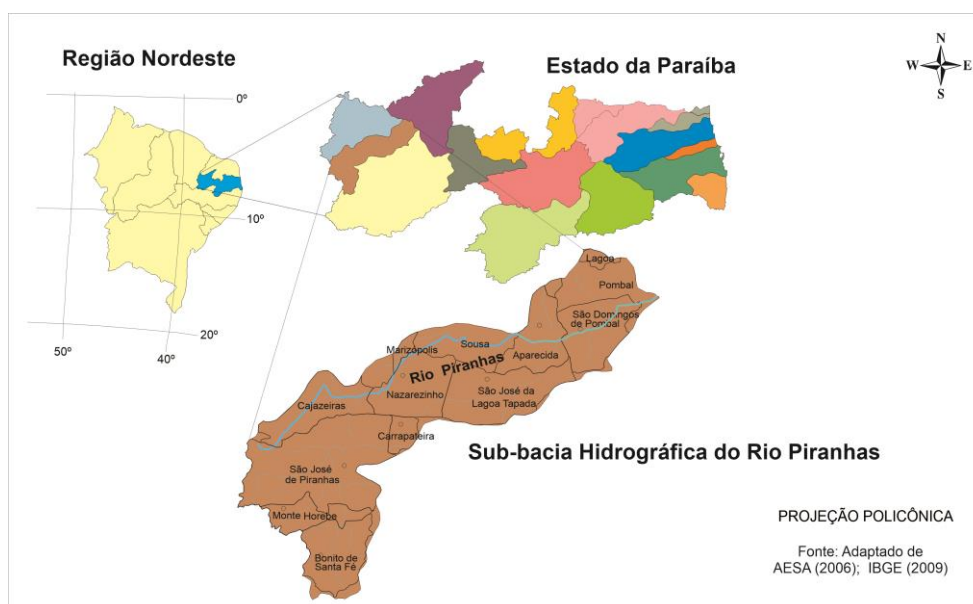 Região Nordeste
Estado da Paraíba
N
W
E
S
0º
10º
20º
50º
40º
Lagoa
Pombal
São Domingos
de Pombal
Marizópolis
Sousa
Aparecida
Rio Piranhas
Cajazeiras
Nazarezinho
São José da
Lagoa Tapada
Carrapateira
São José
de Piranhas
Monte Horebe
Bonito de
Santa Fé
Sub-bacia Hidrográfica do Rio Piranhas
PROJEÇÃO POLICÔNICA
Fonte: Adaptado de
AESA (2006); IBGE (2009)